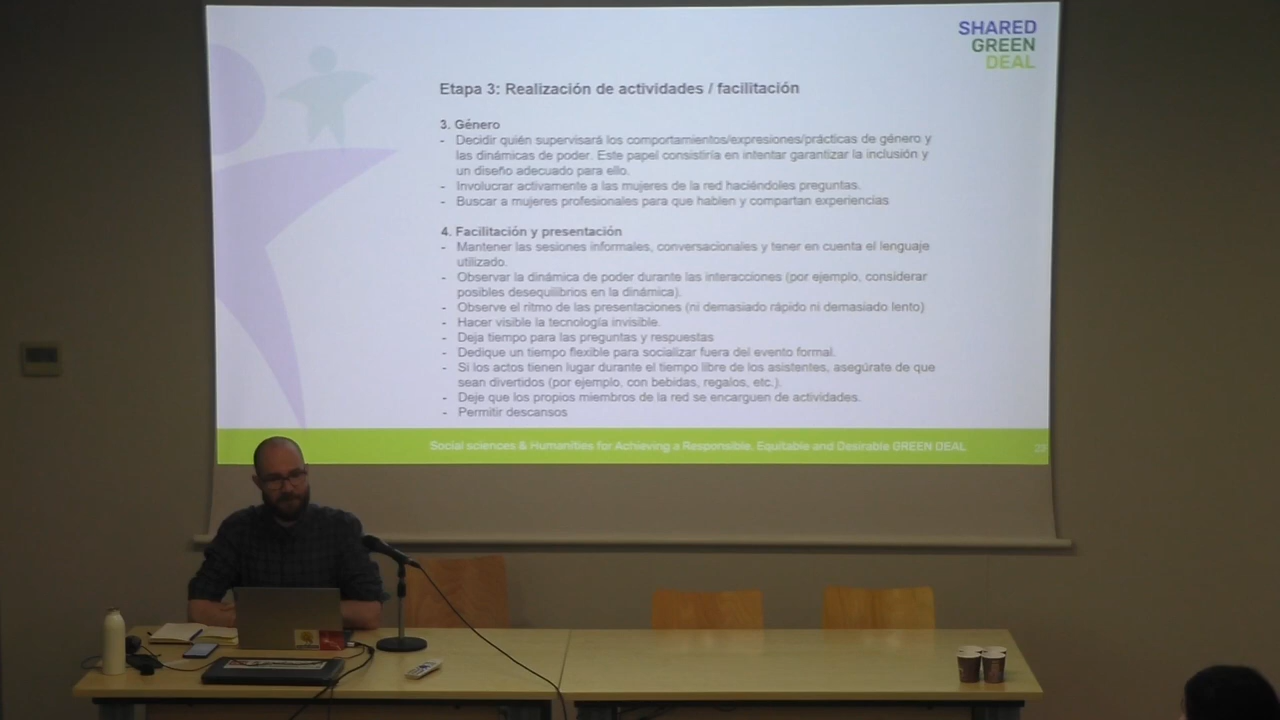 SHARED
GREEN
DEAL
Etapa 3: Realización de actividades / facilitación
3. Género
- Decidir quién supervisará los comportamientos/expresiones/prácticas de género y
las dinámicas de poder. Este papel consistiría en intentar garantizar la inclusión y
un diseño adecuado para ello.
- Involucrar activamente a las mujeres de la red haciéndoles preguntas.
- Buscar a mujeres profesionales para que hablen y compartan experiencias
4. Facilitación y presentación
- Mantener las sesiones informales, conversacionales y tener en cuenta el lenguaje
utilizado.
- Observar la dinámica de poder durante las interacciones (por ejemplo, considerar
posibles desequilibrios en la dinámica).
- Observe el ritmo de las presentaciones (ni demasiado rápido ni demasiado lento)
- Hacer visible la tecnología invisible.
- Deja tiempo para las preguntas y respuestas
- Dedique un tiempo flexible para socializar fuera del evento formal.
- Si los actos tienen lugar durante el tiempo libre de los asistentes, asegúrate de que
sean divertidos (por ejemplo, con bebidas, regalos, etc.).
- Deje que los propios miembros de la red se encarguen de actividades.
- Permitir descansos
Social sciences & Humanities for Achieving a Responsible, Equitable and Desirable GREEN DEAL